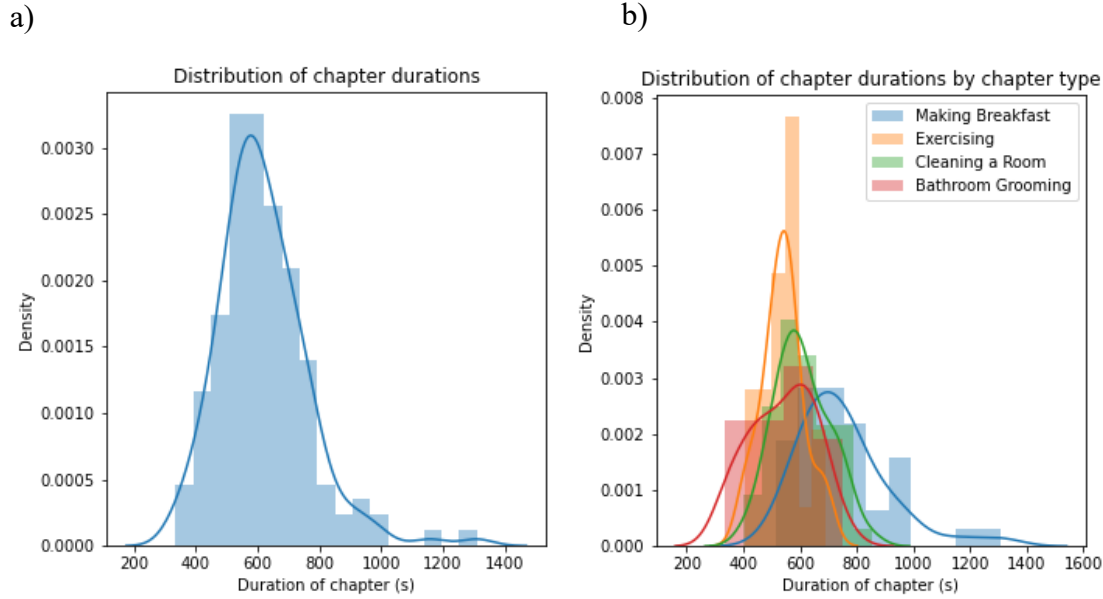 a)
Distribution of chapter durations
Density
0.0030
0.0025
0.0020
0.0015
0.0010
0.0005
0.0000
200 400 600 800 1000 1200 1400
Duration of chapter (s)
b)
Distribution of chapter durations by chapter type
Making Breakfast
Exercising
Cleaning a Room
Bathroom Grooming
Density
0.008
0.007
0.006
0.005
0.004
0.003
0.002
0.001
0.000
200 400 600 800 1000 1200 1400 1600
Duration of chapter (s)